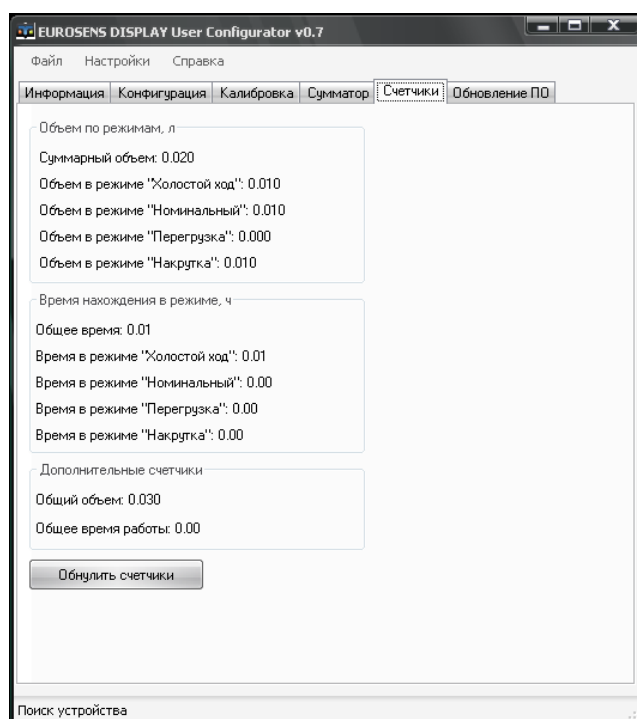 EUROSENS DISPLAY User Configurator v0.7
Файл Настройки Справка
Информация Конфигурация Калибровка Сумматор Счетчики Обновление ПО
Объем по режимам, л
Суммарный объем: 0.020
Объем в режиме "Холостой ход": 0.010
Объем в режиме "Номинальный": 0.010
Объем в режиме "Перегрузка": 0.000
Объем в режиме "Накрутка": 0.010
Время нахождения в режиме, ч
Общее время: 0.01
Время в режиме "Холостой ход": 0.01
Время в режиме "Номинальный": 0.00
Время в режиме "Перегрузка": 0.00
Время в режиме "Накрутка": 0.00
Дополнительные счетчики
Общий объем: 0.030
Общее время работы: 0.00
Обнулить счетчики
Поиск устройства